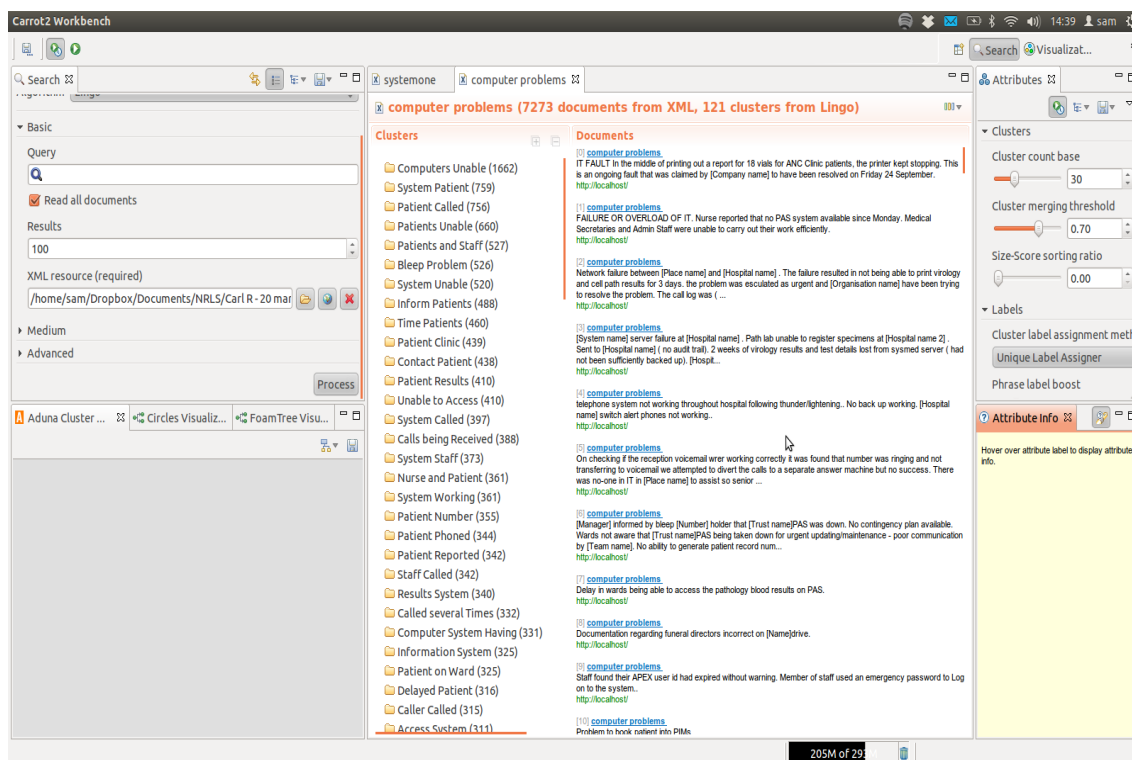 Carrot2 Workbench
14:39 sam
Search Visualizat...
Search
Lingo
Basic
Query
Read all documents
Results
100
XML resource (required)
/home/sam/Dropbox/Documents/NRLS/Carl R - 20 mar
Medium
Advanced
Process
Aduna Cluster ... Circles Visualiz... FoamTree Visu...
systemone computer problems
computer problems (7273 documents from XML, 121 clusters from Lingo)
Clusters
Computers Unable (1662)
System Patient (759)
Patient Called (756)
Patients Unable (660)
Patients and Staff (527)
Bleep Problem (526)
System Unable (520)
Inform Patients (488)
Time Patients (460)
Patient Clinic (439)
Contact Patient (438)
Patient Results (410)
Unable to Access (410)
System Called (397)
Calls being Received (388)
System Staff (373)
Nurse and Patient (361)
System Working (361)
Patient Number (355)
Patient Phoned (344)
Patient Reported (342)
Staff Called (342)
Results System (340)
Called several Times (332)
Computer System Having (331)
Information System (325)
Patient on Ward (325)
Delayed Patient (316)
Caller Called (315)
Access System (311)
Documents
[0] computer problems
IT FAULT In the middle of printing out a report for 18 vials for ANC Clinic patients, the printer kept stopping. This
is an ongoing fault that was claimed by [Company name] to have been resolved on Friday 24 September.
http://localhost/
[1] computer problems
FAILURE OR OVERLOAD OF IT. Nurse reported that no PAS system available since Monday. Medical
Secretaries and Admin Staff were unable to carry out their work efficiently.
http://localhost/
[2] computer problems
Network failure between [Place name] and [Hospital name] . The failure resulted in not being able to print virology
and cell path results for 3 days. the problem was esculated as urgent and [Organisation name] have been trying
to resolve the problem. The call log was ( ...
http://localhost/
[3] computer problems
[System name] server failure at [Hospital name] . Path lab unable to register specimens at [Hospital name 2] .
Sent to [Hospital name] ( no audit trail). 2 weeks of virology results and test details lost from sysmed server ( had
not been sufficiently backed up). [Hospit...
http://localhost/
[4] computer problems
telephone system not working throughout hospital following thunder/lightening.. No back up working. [Hospital
name] switch alert phones not working..
http://localhost/
[5] computer problems
On checking if the reception voicemail wrer working correctly it was found that number was ringing and not
transferring to voicemail we attempted to divert the calls to a separate answer machine but no success. There
was no-one in IT in [Place name] to assist so senior ...
http://localhost/
[6] computer problems
[Manager] informed by bleep [Number] holder that [Trust name]PAS was down. No contingency plan available.
Wards not aware that [Trust name]PAS being taken down for urgent updating/maintenance - poor communication
by [Team name]. No ability to generate patient record num...
http://localhost/
[7] computer problems
Delay in wards being able to access the pathology blood results on PAS.
http://localhost/
[8] computer problems
Documentation regarding funeral directors incorrect on [Name]drive.
http://localhost/
[9] computer problems
Staff found their APEX user id had expired without warning. Member of staff used an emergency password to Log
on to the system..
http://localhost/
[10] computer problems
Problem to book patient into PIMs
Attributes
Clusters
Cluster count base
30
Cluster merging threshold
0.70
Size-Score sorting ratio
0.00
Labels
Cluster label assignment meth
Unique Label Assigner
Phrase label boost
Attribute Info
Hover over attribute label to display attribute
info.
205M of 293M